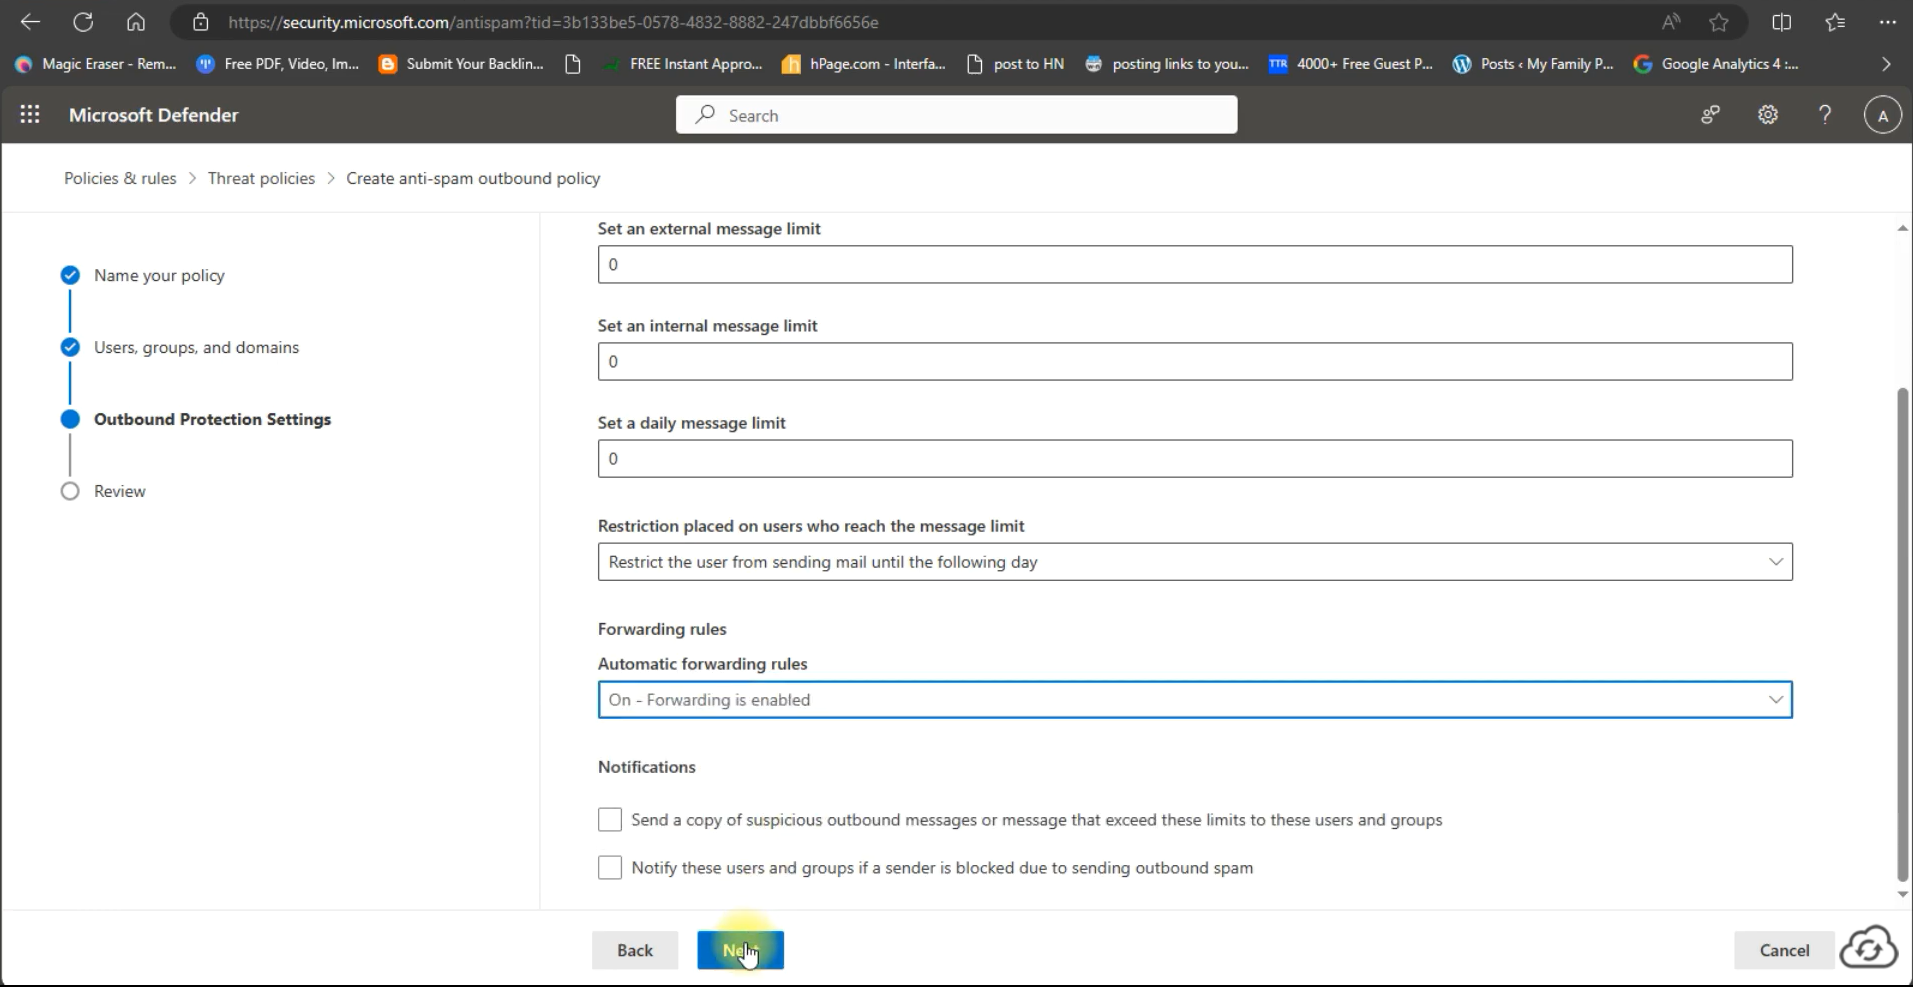 https://security.microsoft.com/antispam?tid=3b133be5-0578-4832-8882-247dbbf6656e
Magic Eraser - Rem... Free PDF, Video, Im... Submit Your Backlin... FREE Instant Appro... hPage.com - Interfa... post to HN posting links to you... TTR 4000+ Free Guest P... Posts ‹ My Family P... Google Analytics 4 :...
Microsoft Defender Search ? A
Policies & rules > Threat policies > Create anti-spam outbound policy
Name your policy
Users, groups, and domains
Outbound Protection Settings
Review
Set an external message limit
0
Set an internal message limit
0
Set a daily message limit
0
Restriction placed on users who reach the message limit
Restrict the user from sending mail until the following day
Forwarding rules
Automatic forwarding rules
On - Forwarding is enabled
Notifications
Send a copy of suspicious outbound messages or message that exceed these limits to these users and groups
Notify these users and groups if a sender is blocked due to sending outbound spam
Back Next Cancel